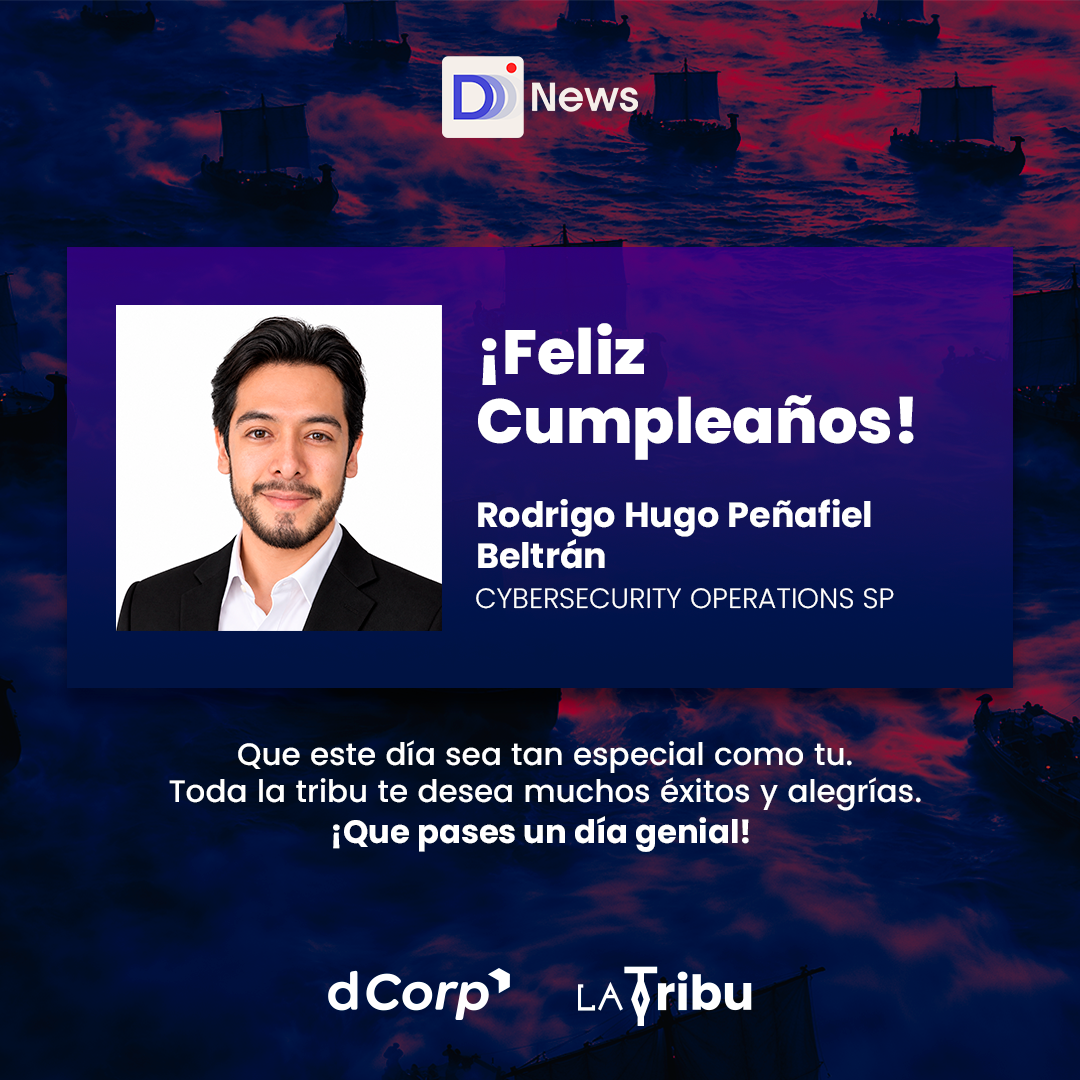 D News
¡Feliz
Cumpleaños!
Rodrigo Hugo Peñafiel
Beltrán
CYBERSECURITY OPERATIONS SP
Que este día sea tan especial como tu.
Toda la tribu te desea muchos éxitos y alegrías.
¡Que pases un día genial!
dCorp LA Tribu